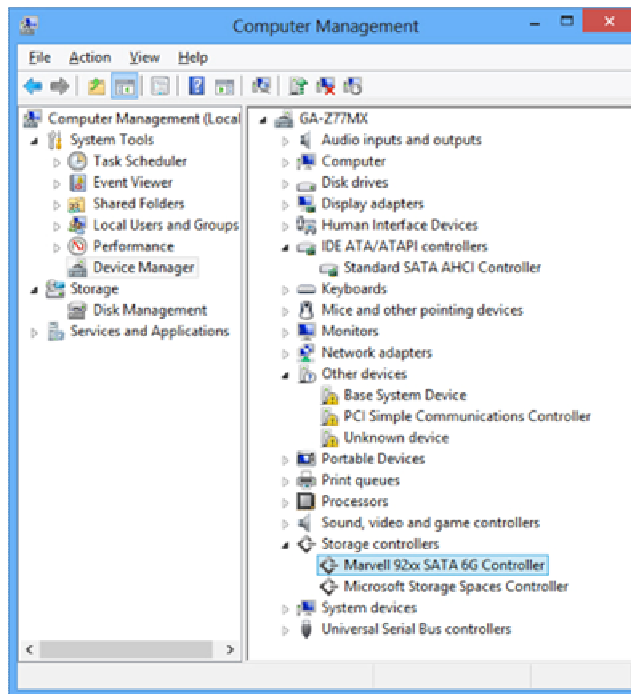 Computer Management
File Action View Help
Computer Management (Local
System Tools
Task Scheduler
Event Viewer
Shared Folders
Local Users and Groups
Performance
Device Manager
Storage
Disk Management
Services and Applications
GA-Z77MX
Audio inputs and outputs
Computer
Disk drives
Display adapters
Human Interface Devices
IDE ATA/ATAPI controllers
Standard SATA AHCI Controller
Keyboards
Mice and other pointing devices
Monitors
Network adapters
Other devices
Base System Device
PCI Simple Communications Controller
Unknown device
Portable Devices
Print queues
Processors
Sound, video and game controllers
Storage controllers
Marvell 92xx SATA 6G Controller
Microsoft Storage Spaces Controller
System devices
Universal Serial Bus controllers